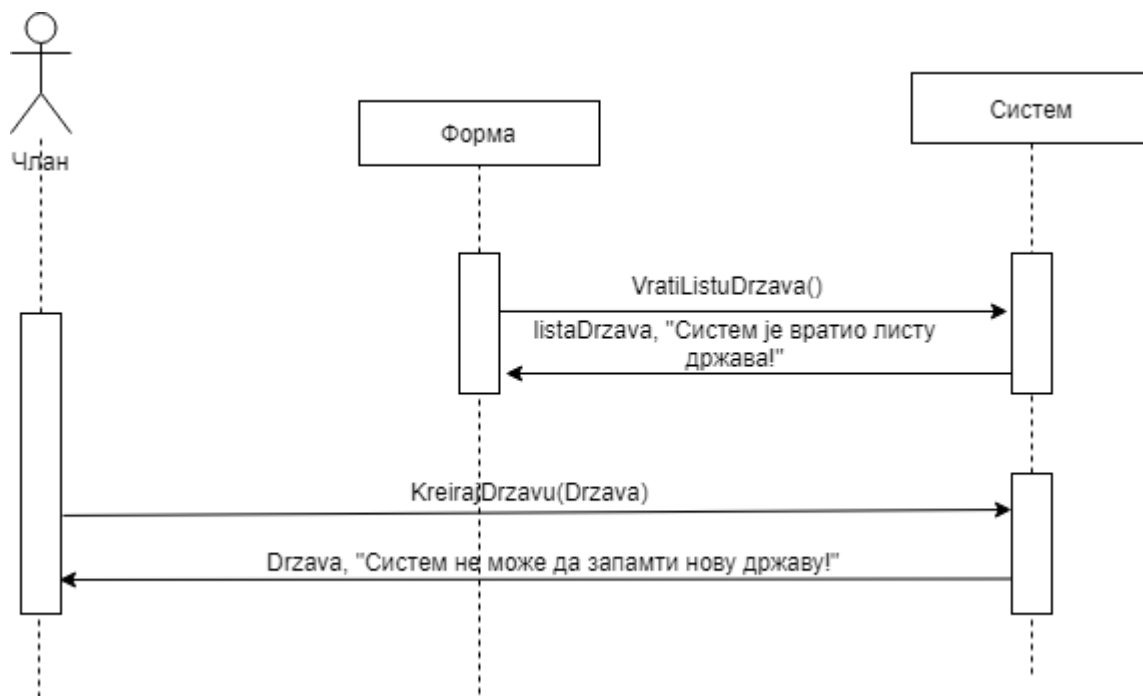 Члан
Форма
Систем
VratiListuDrzava()
listaDrzava, "Систем је вратио листу
држава!"
KreirajDrzavu(Drzava)
Drzava, "Систем не може да запамти нову државу!"